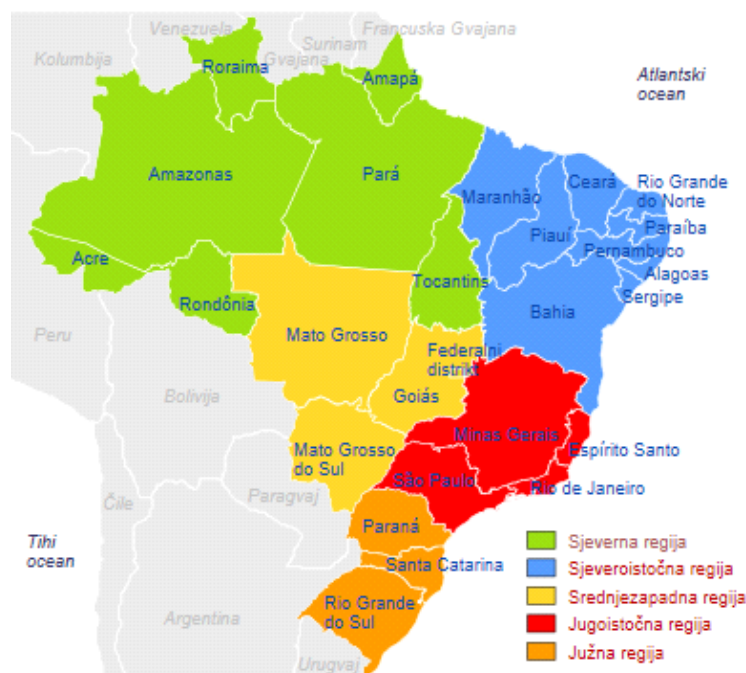 Venezuela
Surinam
Francuska Gvajana
Kolumbija
Gvajana
Roraima
Amapá
Atlantski
ocean
Amazonas
Pará
Maranhão
Ceará
Rio Grande
do Norte
Paraíba
Piauí
Pernambuco
Acre
Alagoas
Tocantins
Sergipe
Rondônia
Bahia
Peru
Mato Grosso
Federalni
distrikt
Goiás
Bolivija
Minas Gerais
Espírito Santo
Mato Grosso
do Sul
São Paulo
Rio de Janeiro
Čile
Paragvaj
Paraná
Tihi
ocean
Santa Catarina
Rio Grande
do Sul
Argentina
Urugvaj
Sjeverna regija
Sjeveroistočna regija
Srednjezapadna regija
Jugoistočna regija
Južna regija